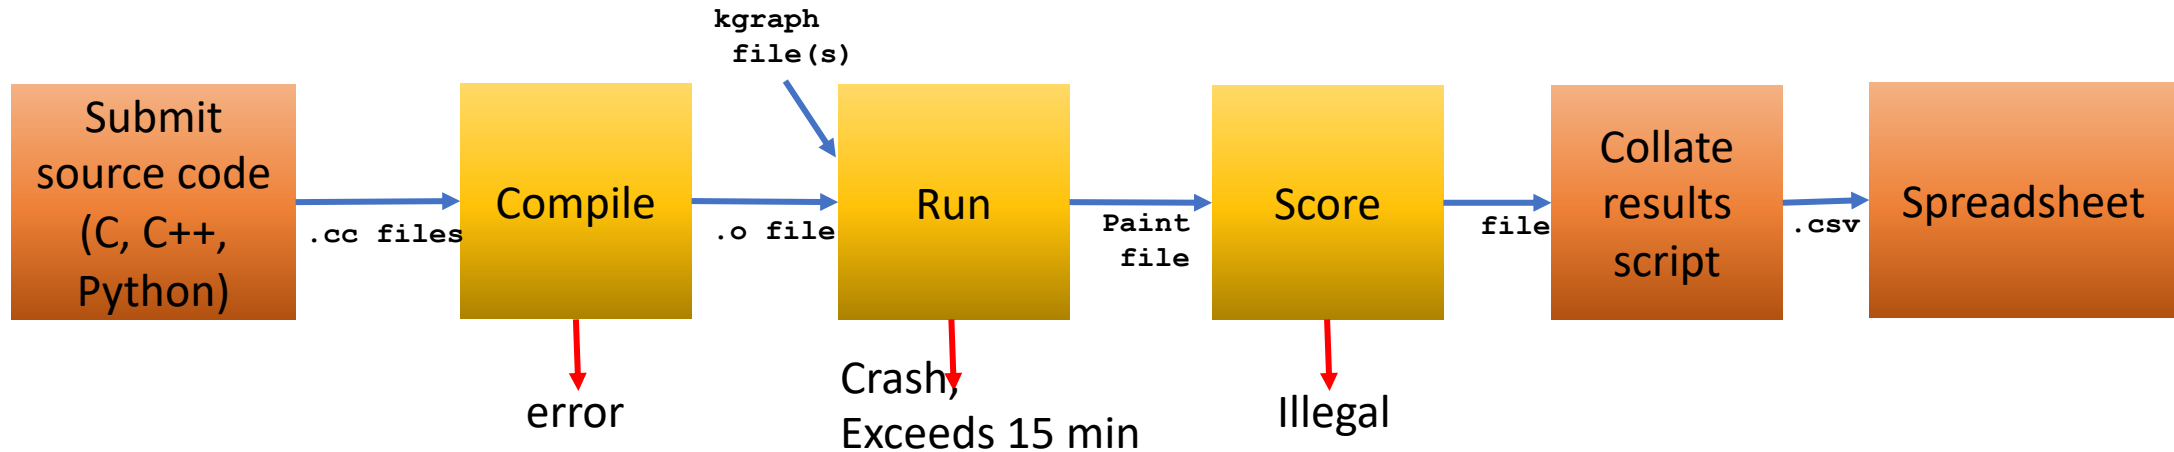 kgraph
file(s)
Submit
source code
(C, C++,
Python)
.cc files
Compile
.o file
Run
Paint
file
Score
file
Collate
results
script
.csv
Spreadsheet
error
Crash,
Exceeds 15 min
Illegal